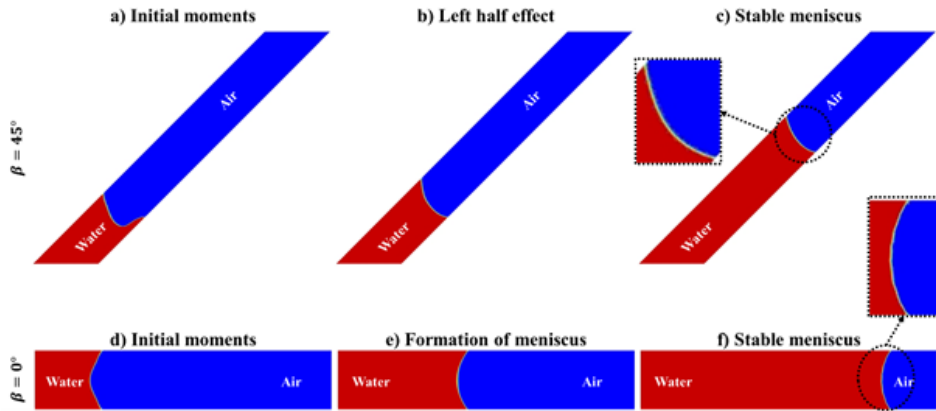 a) Initial moments
b) Left half effect
c) Stable meniscus
β = 45°
Air
Water
Air
Water
Air
Water
d) Initial moments
e) Formation of meniscus
f) Stable meniscus
β = 0°
Water
Air
Water
Air
Water
Air